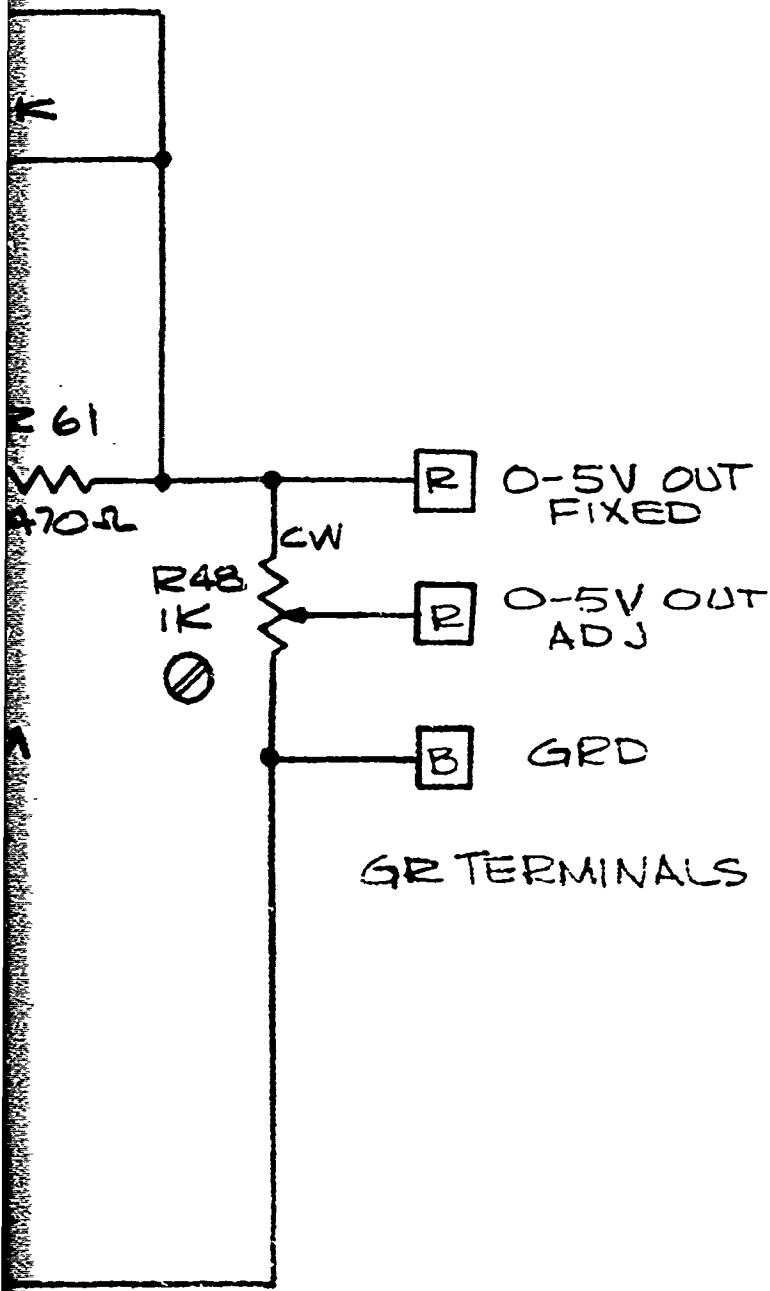 R 61
470Ω
CW
R48
1K
R
0-5V OUT
FIXED
R
0-5V OUT
ADJ
B
GRD
GR TERMINALS